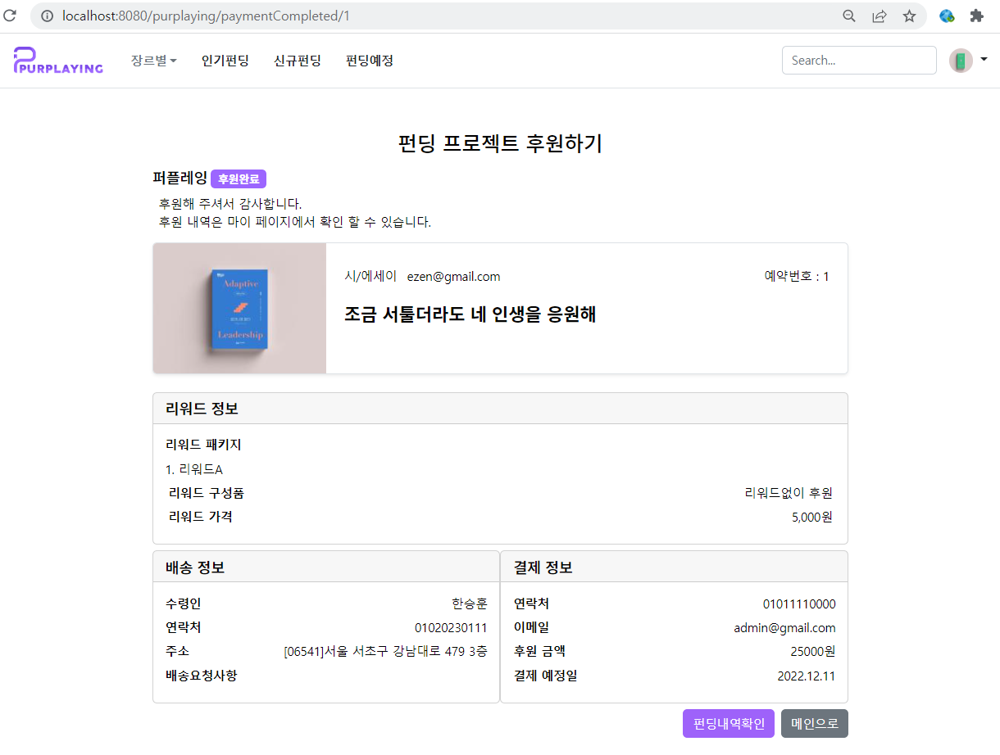 localhost:8080/purplaying/paymentCompleted/1
PURPLAYING 장르별 인기펀딩 신규펀딩 펀딩예정 Search...
펀딩 프로젝트 후원하기
퍼플레잉 후원완료
후원해 주셔서 감사합니다.
후원 내역은 마이 페이지에서 확인 할 수 있습니다.
시/에세이 ezen@gmail.com 예약번호 : 1
조금 서툴더라도 네 인생을 응원해
Adaptive
Leadership
리워드 정보
리워드 패키지
1. 리워드A
리워드 구성품 리워드없이 후원
리워드 가격 5,000원
배송 정보
수령인 한승훈
연락처 01020230111
주소 [06541]서울 서초구 강남대로 479 3층
배송요청사항
결제 정보
연락처 01011110000
이메일 admin@gmail.com
후원 금액 25000원
결제 예정일 2022.12.11
펀딩내역확인 메인으로